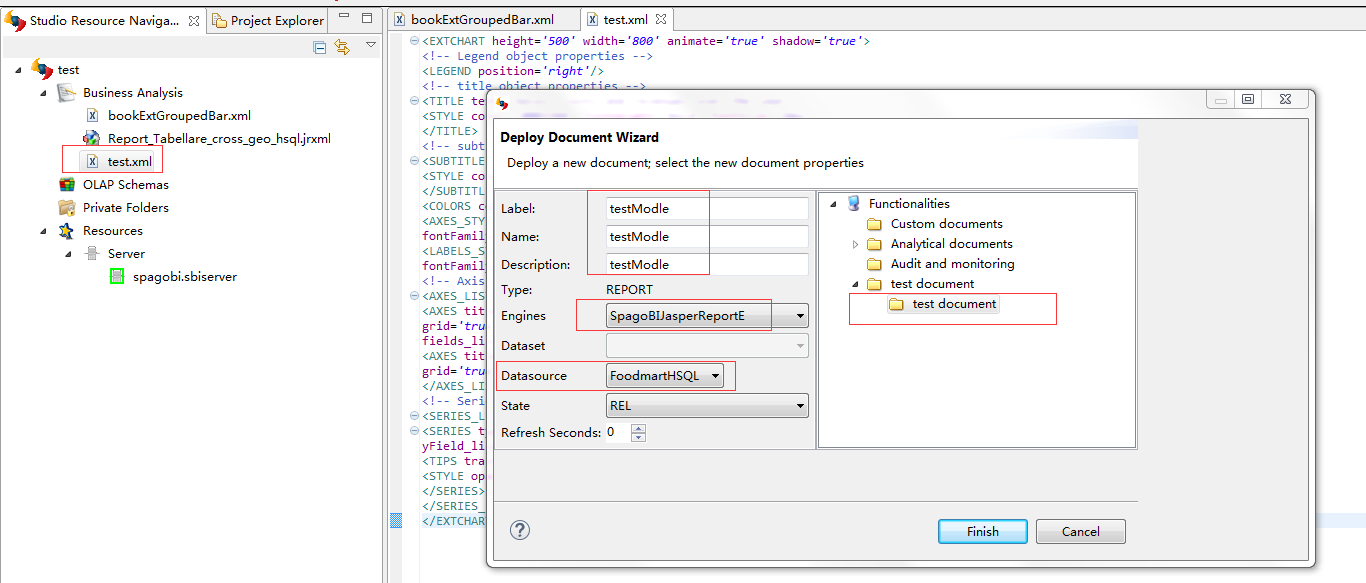 Studio Resource Naviga...
Project Explorer
test
Business Analysis
bookExtGroupedBar.xml
Report_Tabellare_cross_geo_hsql.jrxml
test.xml
OLAP Schemas
Private Folders
Resources
Server
spagobi.sbiserver
bookExtGroupedBar.xml
test.xml
<EXTCHART height='500' width='800' animate='true' shadow='true'>
<!-- Legend object properties -->
<LEGEND position='right'/>
<!-- title object properties -->
<TITLE te
<STYLE co
</TITLE>
<!-- subt
<SUBTITLE
<STYLE co
</SUBTITL
<COLORS c
<AXES_STY
fontFamil
<LABELS_S
fontFamil
<!-- Axis
<AXES_LIS
<AXES tit
grid='tru
fields_li
<AXES tit
grid='tru
</AXES_LI
<!-- Seri
<SERIES_L
<SERIES t
yField_li
<TIPS tra
<STYLE op
</SERIES>
</SERIES_
</EXTCHAR
Deploy Document Wizard
Deploy a new document; select the new document properties
Label: testModle
Name: testModle
Description: testModle
Type: REPORT
Engines SpagoBIJasperReportE
Dataset
Datasource FoodmartHSQL
State REL
Refresh Seconds: 0
Functionalities
Custom documents
Analytical documents
Audit and monitoring
test document
test document
Finish
Cancel